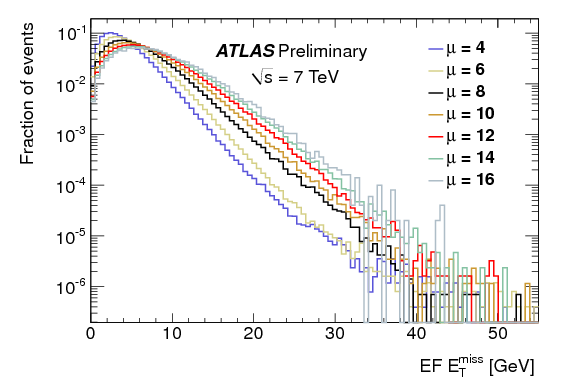 Fraction of events
10⁻¹
10⁻²
10⁻³
10⁻⁴
10⁻⁵
10⁻⁶
ATLAS Preliminary
√s = 7 TeV
μ = 4
μ = 6
μ = 8
μ = 10
μ = 12
μ = 14
μ = 16
0 10 20 30 40 50
EF E_T^miss [GeV]